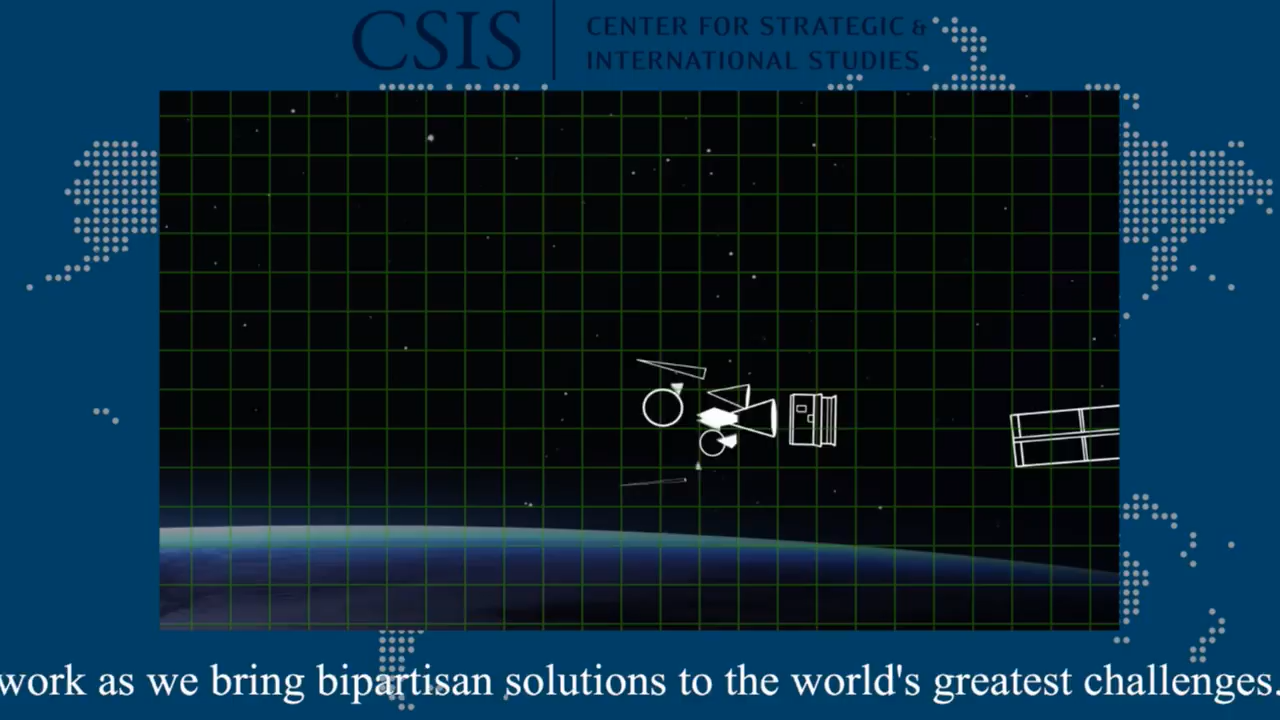 CSIS
CENTER FOR STRATEGIC &
INTERNATIONAL STUDIES
work as we bring bipartisan solutions to the world's greatest challenges.